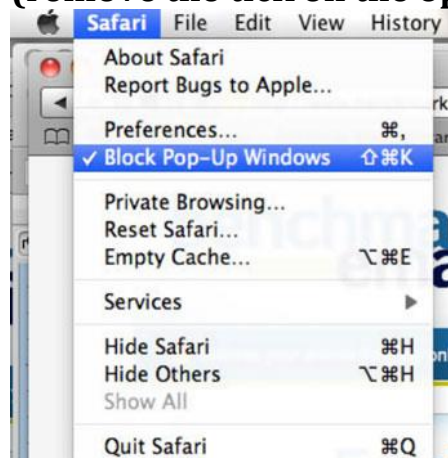 Safari File Edit View History
About Safari
Report Bugs to Apple...
Preferences... ⌘,
✓ Block Pop-Up Windows ⇧⌘K
Private Browsing...
Reset Safari...
Empty Cache... ⌥⌘E
Services ▶
Hide Safari ⌘H
Hide Others ⌥⌘H
Show All
Quit Safari ⌘Q